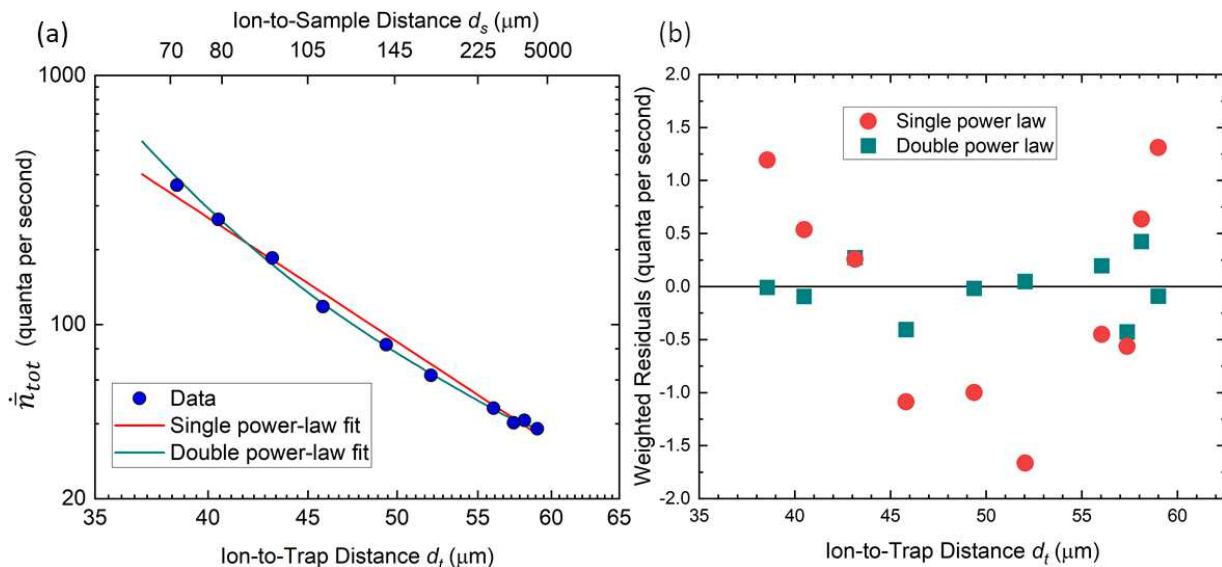 (a)
Ion-to-Sample Distance dₛ (μm)
70 80 105 145 225 5000
1000
100
20
ṅ̄ₜₒₜ (quanta per second)
Data
Single power-law fit
Double power-law fit
35 40 45 50 55 60 65
Ion-to-Trap Distance dₜ (μm)
(b)
2.0
1.5
1.0
0.5
0.0
-0.5
-1.0
-1.5
-2.0
Weighted Residuals (quanta per second)
Single power law
Double power law
35 40 45 50 55 60
Ion-to-Trap Distance dₜ (μm)